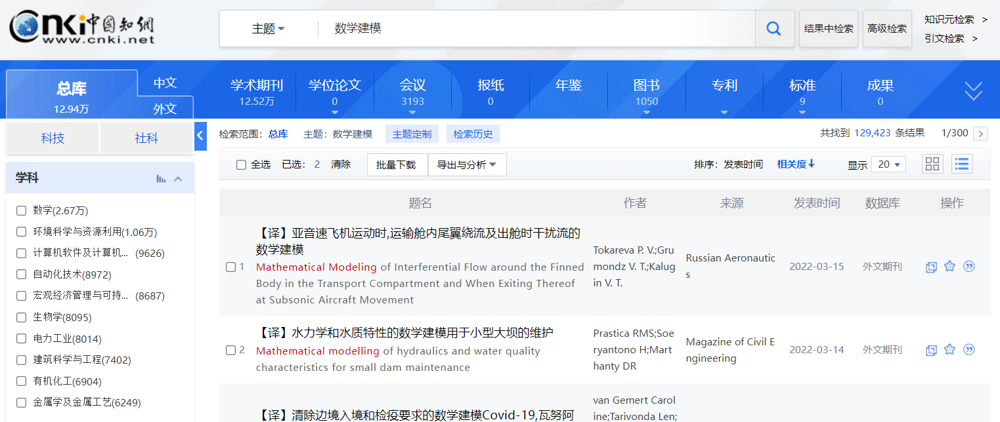 cnki中国知網
www.cnki.net
主题
数学建模
结果中检索
高级检索
知识元检索 >
引文检索 >
总库
12.94万
中文
外文
学术期刊
12.52万
学位论文
0
会议
3193
报纸
0
年鉴
图书
1050
专利
标准
9
成果
0
科技
社科
检索范围：总库 主题：数学建模 主题定制 检索历史
共找到 129,423 条结果 1/300 >
全选 已选：2 清除 批量下载 导出与分析
排序：发表时间 相关度↓ 显示 20
学科
数学(2.67万)
环境科学与资源利用(1.06万)
计算机软件及计算机... (9626)
自动化技术(8972)
宏观经济管理与可持... (8687)
生物学(8095)
电力工业(8014)
建筑科学与工程(7402)
有机化工(6904)
金属学及金属工艺(6249)
题名 作者 来源 发表时间 数据库 操作
1
【译】亚音速飞机运动时,运输舱内尾翼绕流及出舱时干扰流的
数学建模
Mathematical Modeling of Interferential Flow around the Finned
Body in the Transport Compartment and When Exiting Thereof
at Subsonic Aircraft Movement
Tokareva P. V.;Gru
mondz V. T.;Kalug
in V. T.
Russian Aeronautic
s
2022-03-15
外文期刊
2
【译】水力学和水质特性的数学建模用于小型大坝的维护
Mathematical modelling of hydraulics and water quality
characteristics for small dam maintenance
Prastica RMS;Soe
ryantono H;Mart
hanty DR
Magazine of Civil E
ngineering
2022-03-14
外文期刊
【译】清除边境入境和检疫要求的数学建模Covid-19,瓦努阿
van Gemert Carol
ine;Tarivonda Len;